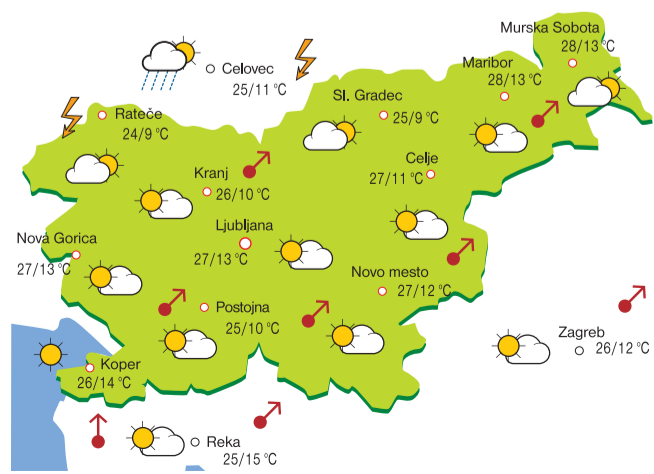 Murska Sobota
28/13 °C
Maribor
28/13 °C
Celovec
25/11 °C
Sl. Gradec
25/9 °C
Rateče
24/9 °C
Celje
27/11 °C
Kranj
26/10 °C
Ljubljana
27/13 °C
Nova Gorica
27/13 °C
Novo mesto
27/12 °C
Postojna
25/10 °C
Zagreb
26/12 °C
Koper
26/14 °C
Reka
25/15 °C